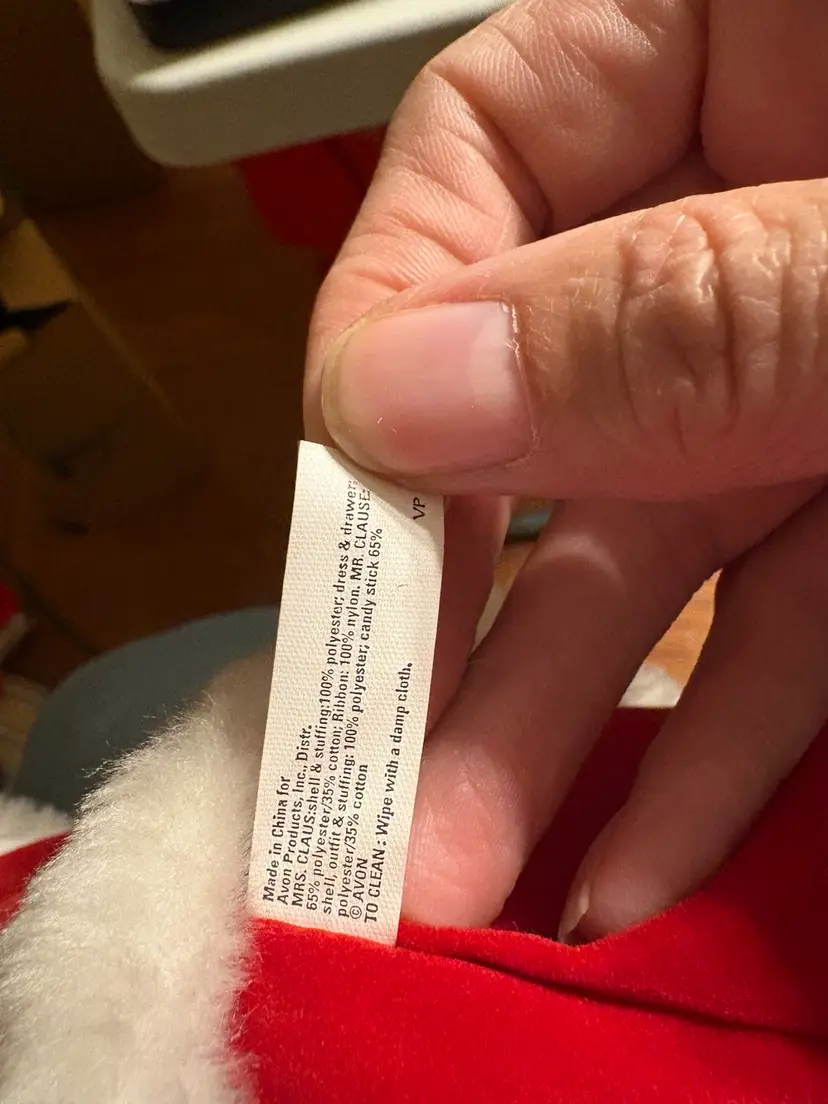 Made in China for
Avon Products, Inc., Distr.
MRS. CLAUS:shell & stuffing:100% polyester; dress & drawer:
65% polyester/35% cotton; Ribbon: 100% nylon. MR. CLAUSE:
shell, outfit & stuffing: 100% polyester; candy stick 65%
polyester/35% cotton
© AVON
TO CLEAN : Wipe with a damp cloth.
VP